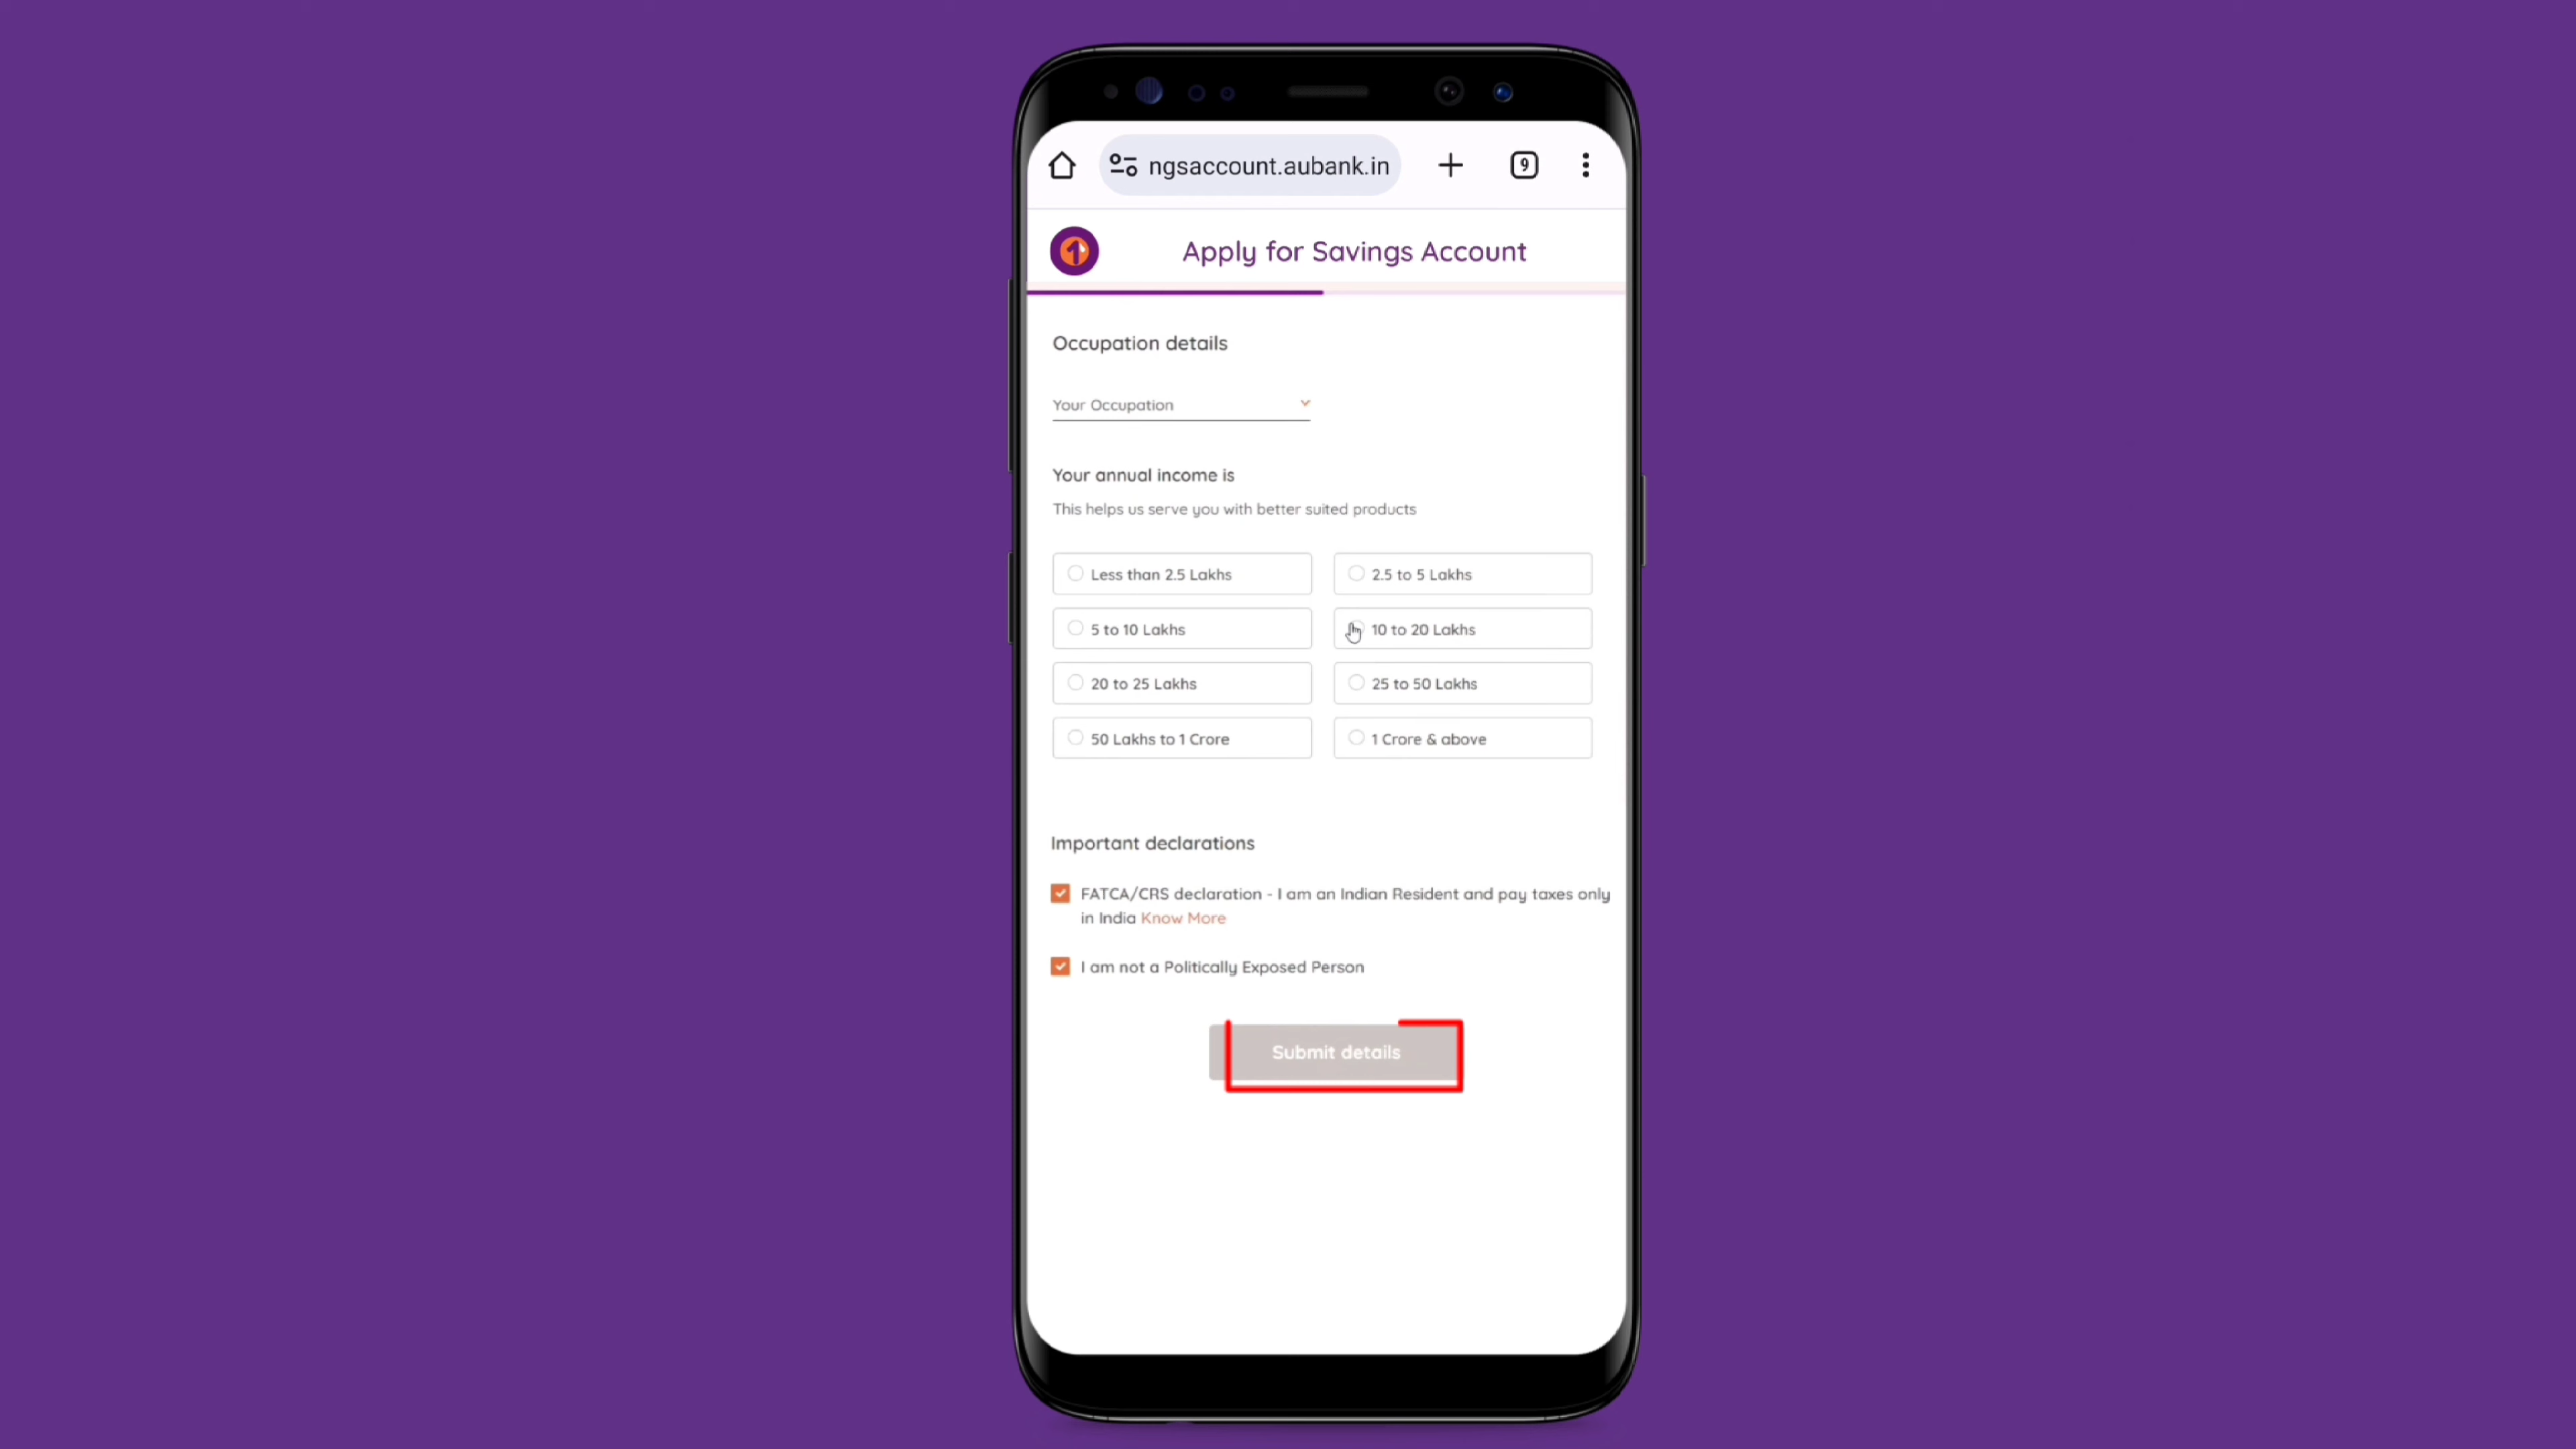 ngsaccount.aubank.in
9
Apply for Savings Account
Occupation details
Your Occupation
Your annual income is
This helps us serve you with better suited products
Less than 2.5 Lakhs
2.5 to 5 Lakhs
5 to 10 Lakhs
10 to 20 Lakhs
20 to 25 Lakhs
25 to 50 Lakhs
50 Lakhs to 1 Crore
1 Crore & above
Important declarations
FATCA/CRS declaration - I am an Indian Resident and pay taxes only
in India Know More
I am not a Politically Exposed Person
Submit details